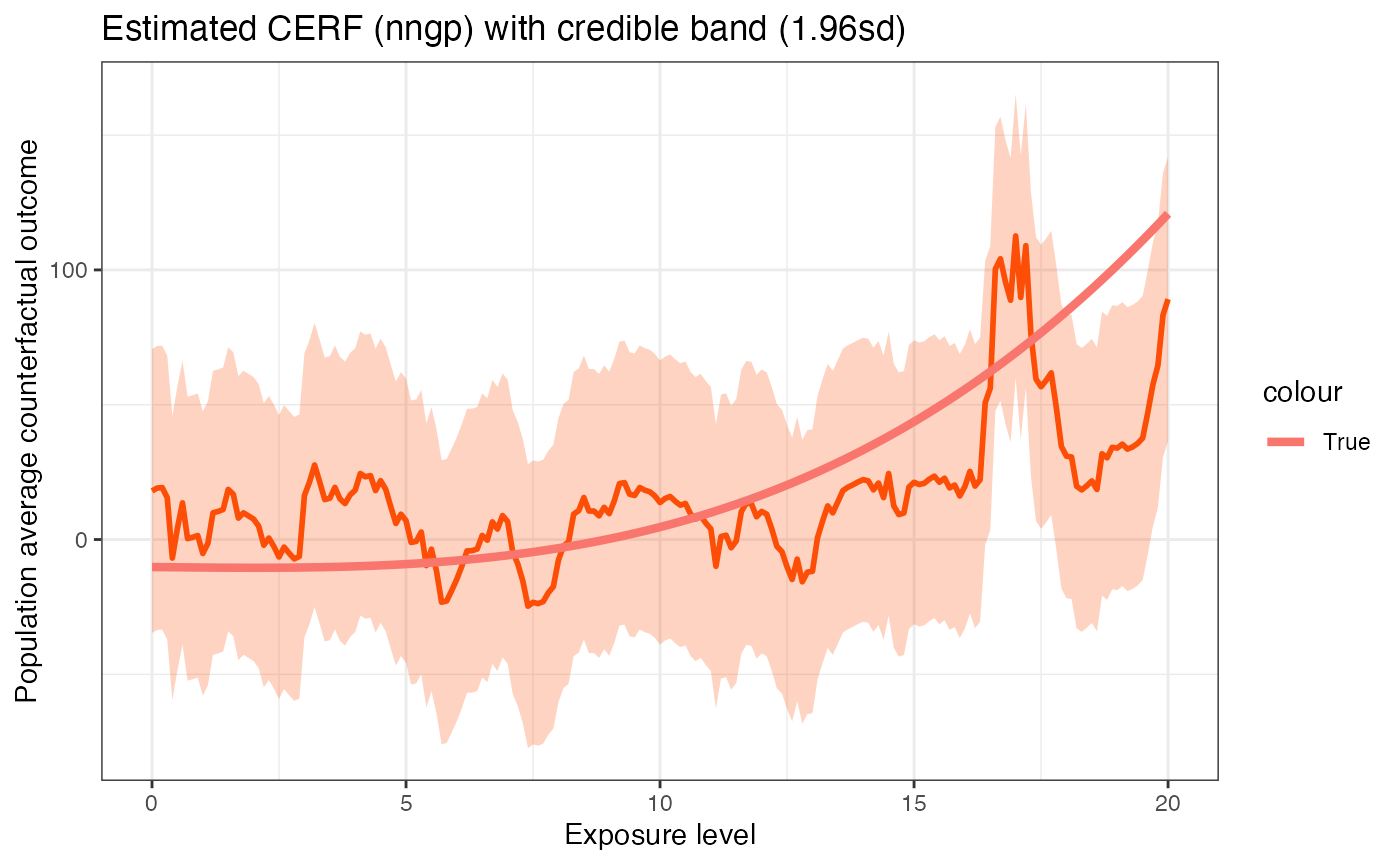 Estimated CERF (nngp) with credible band (1.96sd)
Population average counterfactual outcome
100
0
colour
True
0 5 10 15 20
Exposure level